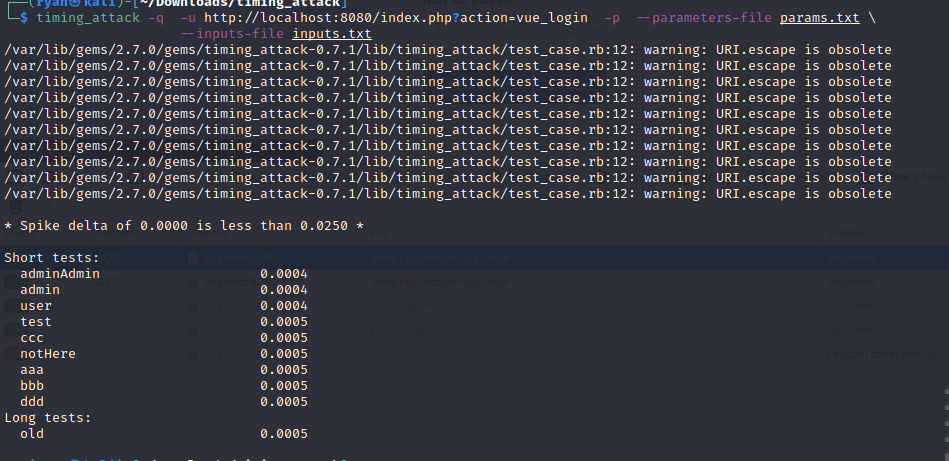 (ryan㉿kali)-[~/Downloads/timing_attack]
└─$ timing_attack -q -u http://localhost:8080/index.php?action=vue_login -p --parameters-file params.txt \
--inputs-file inputs.txt
/var/lib/gems/2.7.0/gems/timing_attack-0.7.1/lib/timing_attack/test_case.rb:12: warning: URI.escape is obsolete
/var/lib/gems/2.7.0/gems/timing_attack-0.7.1/lib/timing_attack/test_case.rb:12: warning: URI.escape is obsolete
/var/lib/gems/2.7.0/gems/timing_attack-0.7.1/lib/timing_attack/test_case.rb:12: warning: URI.escape is obsolete
/var/lib/gems/2.7.0/gems/timing_attack-0.7.1/lib/timing_attack/test_case.rb:12: warning: URI.escape is obsolete
/var/lib/gems/2.7.0/gems/timing_attack-0.7.1/lib/timing_attack/test_case.rb:12: warning: URI.escape is obsolete
/var/lib/gems/2.7.0/gems/timing_attack-0.7.1/lib/timing_attack/test_case.rb:12: warning: URI.escape is obsolete
/var/lib/gems/2.7.0/gems/timing_attack-0.7.1/lib/timing_attack/test_case.rb:12: warning: URI.escape is obsolete
/var/lib/gems/2.7.0/gems/timing_attack-0.7.1/lib/timing_attack/test_case.rb:12: warning: URI.escape is obsolete
/var/lib/gems/2.7.0/gems/timing_attack-0.7.1/lib/timing_attack/test_case.rb:12: warning: URI.escape is obsolete
/var/lib/gems/2.7.0/gems/timing_attack-0.7.1/lib/timing_attack/test_case.rb:12: warning: URI.escape is obsolete
* Spike delta of 0.0000 is less than 0.0250 *
Short tests:
adminAdmin 0.0004
admin 0.0004
user 0.0004
test 0.0005
ccc 0.0005
notHere 0.0005
aaa 0.0005
bbb 0.0005
ddd 0.0005
Long tests:
old 0.0005